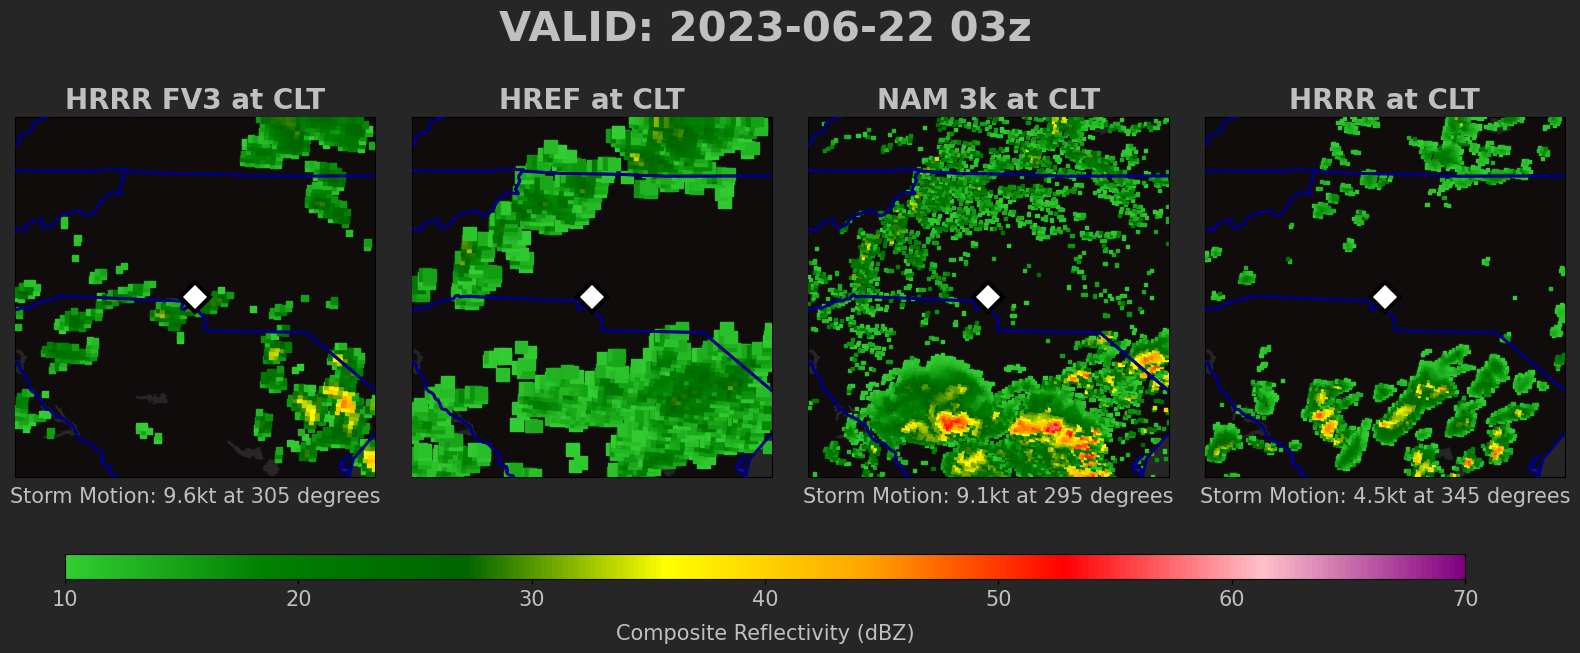 VALID: 2023-06-22 03z
HRRR FV3 at CLT
HREF at CLT
NAM 3k at CLT
HRRR at CLT
Storm Motion: 9.6kt at 305 degrees
Storm Motion: 9.1kt at 295 degrees
Storm Motion: 4.5kt at 345 degrees
10 20 30 40 50 60 70
Composite Reflectivity (dBZ)